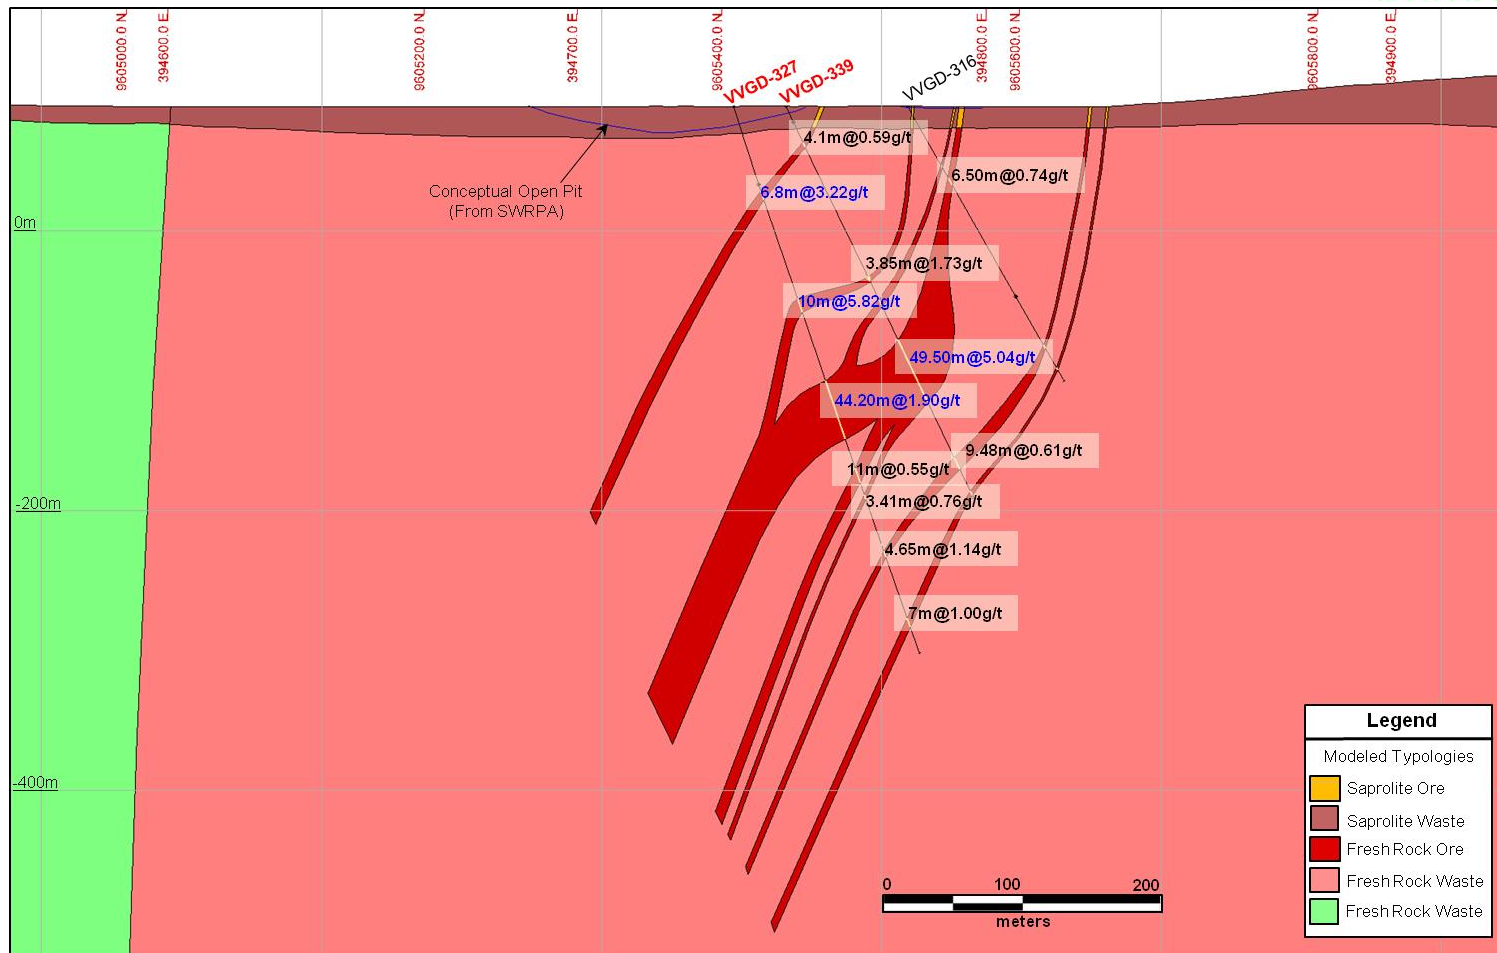 9605000.0 N
394600.0 E
9605200.0 N
394700.0 E
9605400.0 N
394800.0 E
9605600.0 N
9605800.0 N
394900.0 E
VVGD-327
VVGD-339
VVGD-316
4.1m@0.59g/t
6.50m@0.74g/t
6.8m@3.22g/t
Conceptual Open Pit
(From SWRPA)
0m
3.85m@1.73g/t
10m@5.82g/t
49.50m@5.04g/t
44.20m@1.90g/t
9.48m@0.61g/t
11m@0.55g/t
3.41m@0.76g/t
-200m
4.65m@1.14g/t
7m@1.00g/t
-400m
Legend
Modeled Typologies
Saprolite Ore
Saprolite Waste
Fresh Rock Ore
Fresh Rock Waste
Fresh Rock Waste
0 100 200
meters